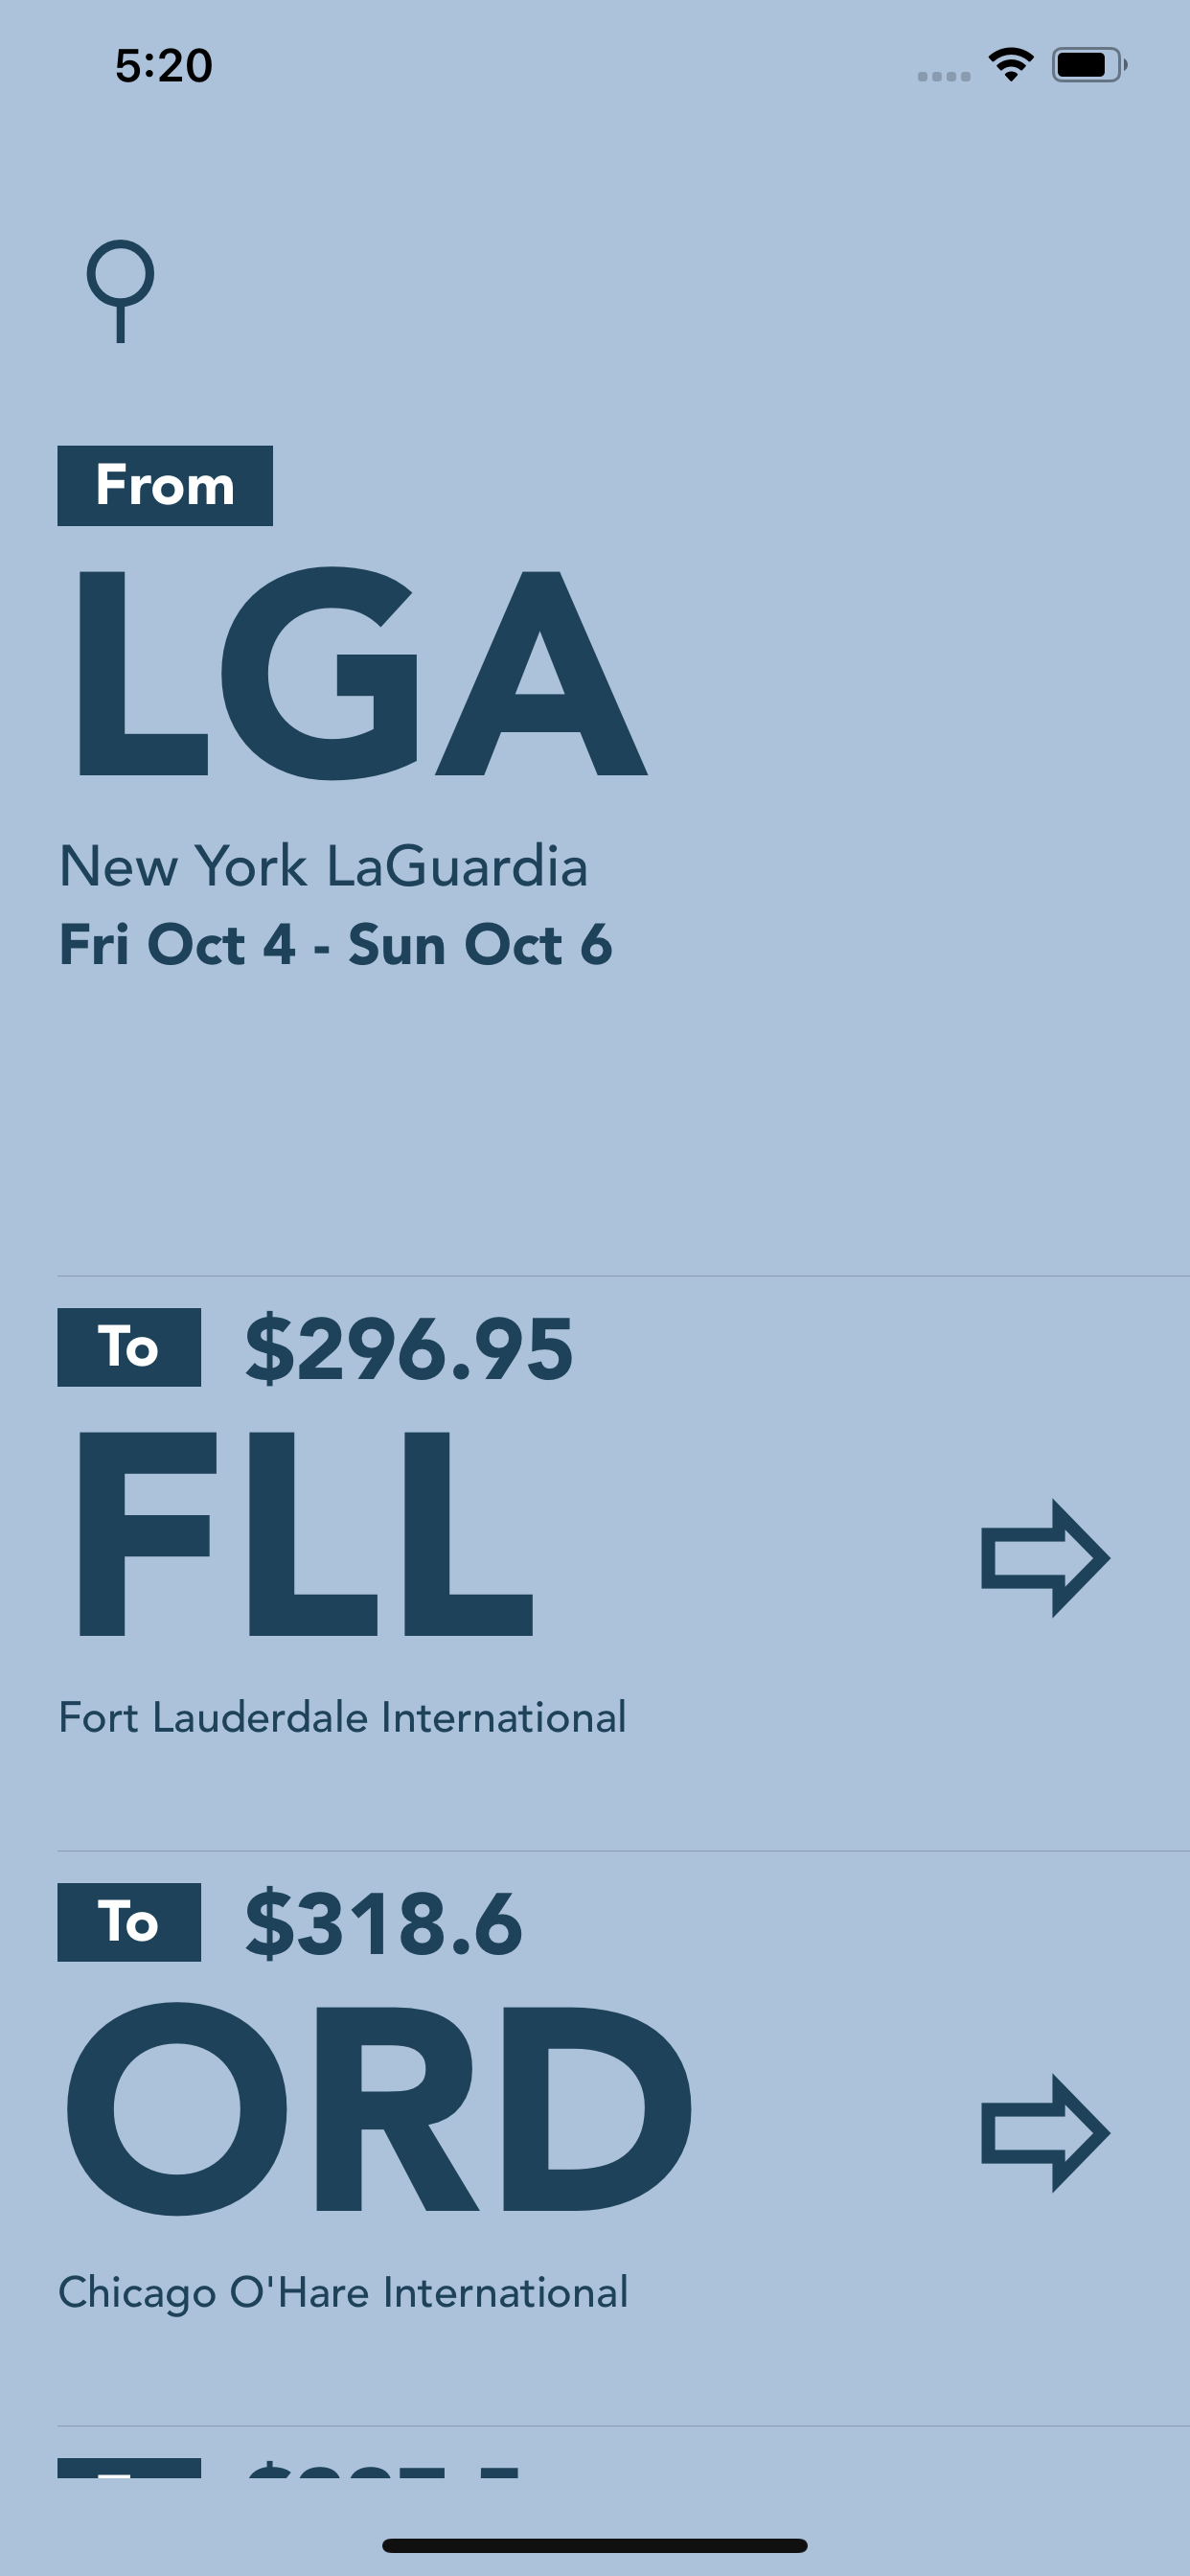 5:20
From
LGA
New York LaGuardia
Fri Oct 4 - Sun Oct 6
To $296.95
FLL
Fort Lauderdale International
To $318.6
ORD
Chicago O'Hare International